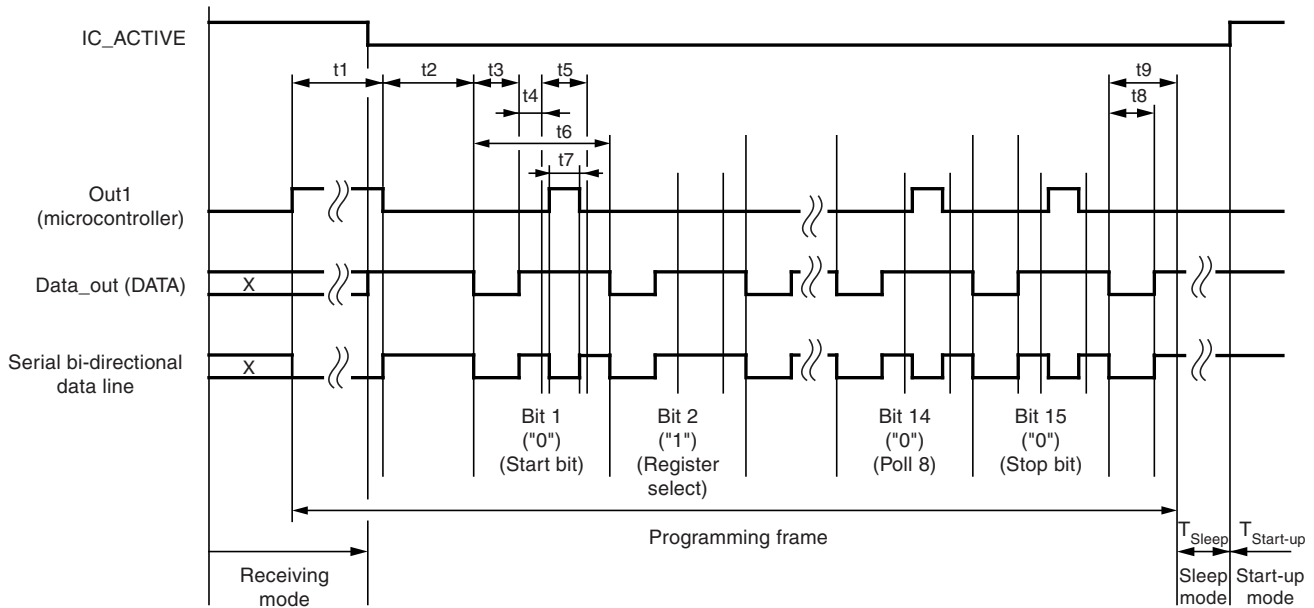 IC_ACTIVE
t1
t2
t3
t5
t9
t4
t8
t6
t7
Out1
(microcontroller)
Data_out (DATA)
X
Serial bi-directional
data line
X
Bit 1
("0")
(Start bit)
Bit 2
("1")
(Register
select)
Bit 14
("0")
(Poll 8)
Bit 15
("0")
(Stop bit)
Programming frame
TSleep
TStart-up
Receiving
mode
Sleep
mode
Start-up
mode